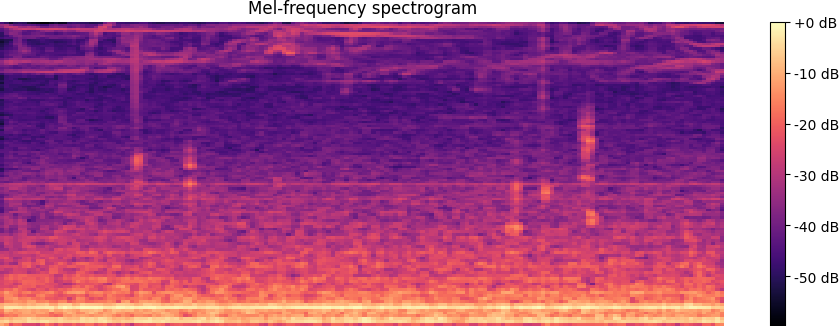 Mel-frequency spectrogram
+0 dB
-10 dB
-20 dB
-30 dB
-40 dB
-50 dB